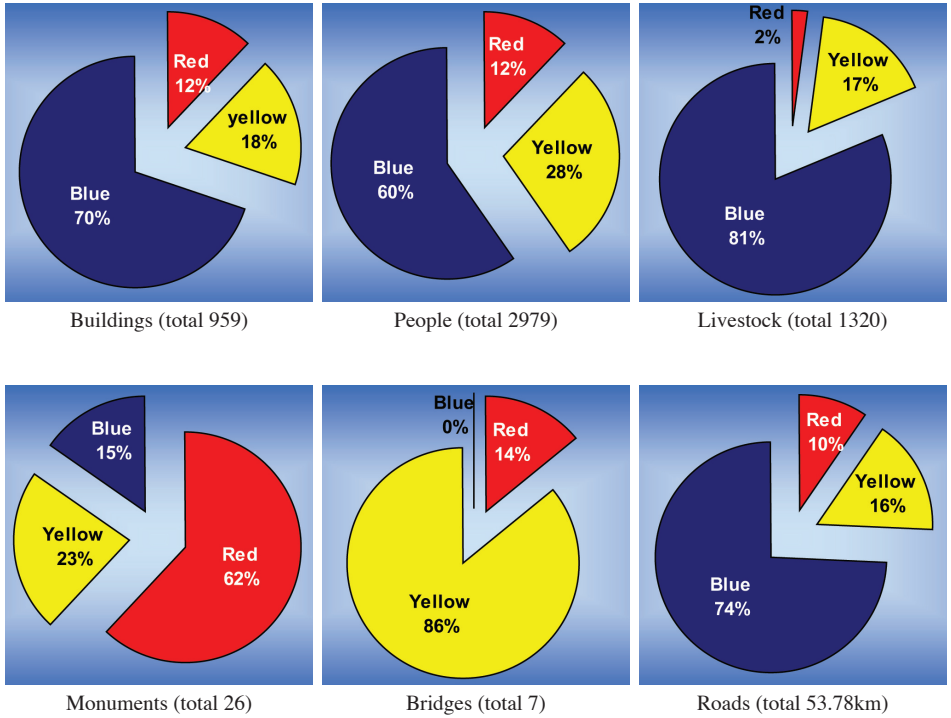 Red
12%
yellow
18%
Blue
70%
Buildings (total 959)
Red
12%
Yellow
28%
Blue
60%
People (total 2979)
Red
2%
Yellow
17%
Blue
81%
Livestock (total 1320)
Blue
15%
Yellow
23%
Red
62%
Monuments (total 26)
Blue
0%
Red
14%
Yellow
86%
Bridges (total 7)
Red
10%
Yellow
16%
Blue
74%
Roads (total 53.78km)